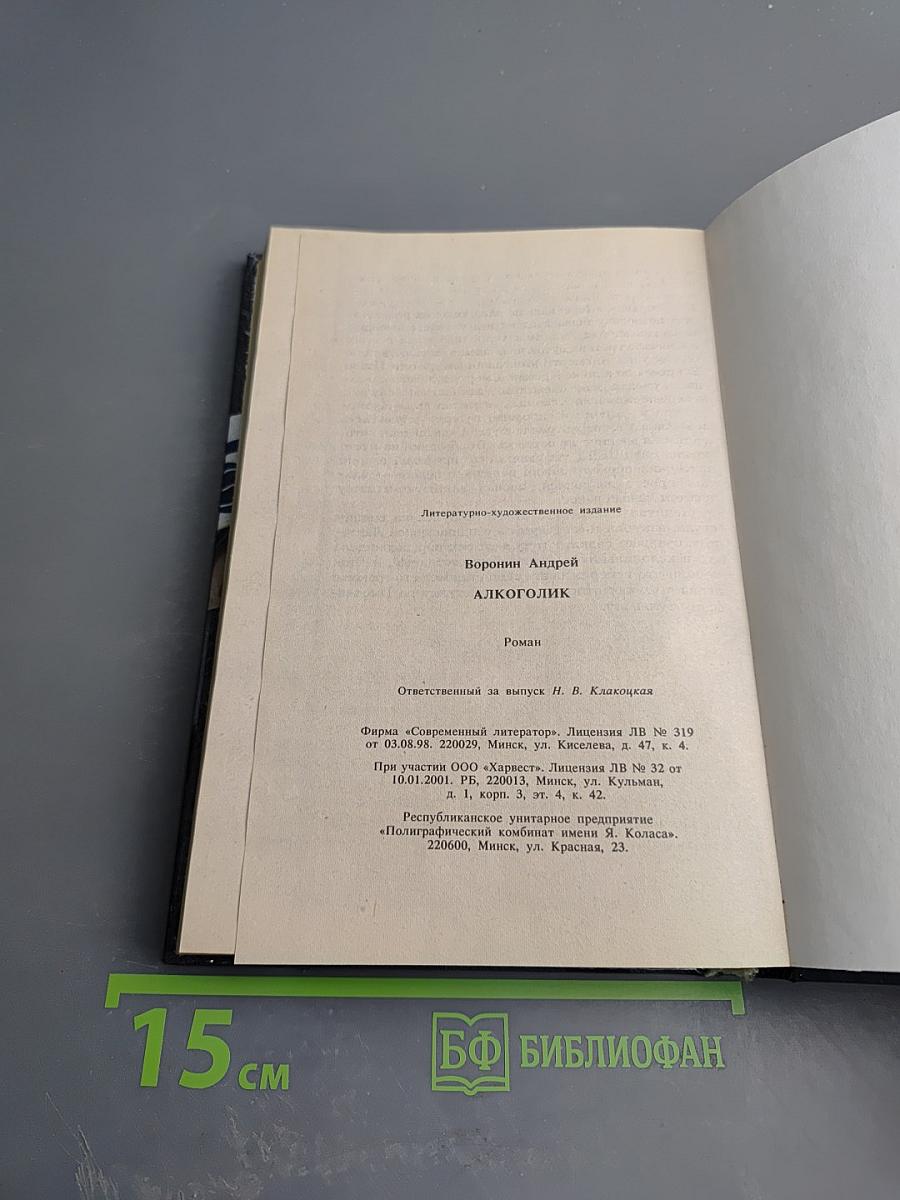 Литературно-художественное издание
Воронин Андрей
АЛКОГОЛИК
Роман
Ответственный за выпуск Н. В. Клакоцкая
Фирма «Современный литератор». Лицензия ЛВ № 319
от 03.08.98. 220029, Минск, ул. Киселева, д. 47, к. 4.
При участии ООО «Харвест». Лицензия ЛВ № 32 от
10.01.2001. РБ, 220013, Минск, ул. Кульман,
д. 1, корп. 3, эт. 4, к. 42.
Республиканское унитарное предприятие
«Полиграфический комбинат имени Я. Коласа».
220600, Минск, ул. Красная, 23.
15 см
БФ БИБЛИОФАН